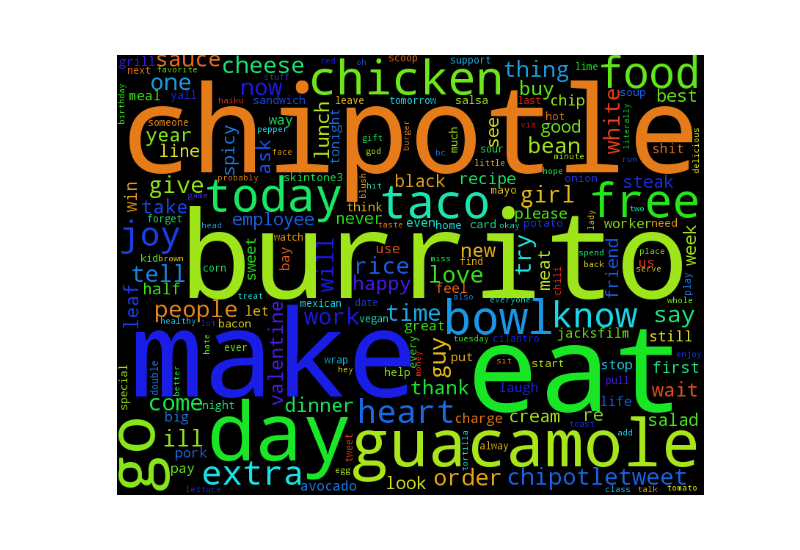 grill sauce cheese chicken thing scoop support lime food
next favorite yall stuff red oh
meal one now sandwich leave tomorrow salsa buy last chip soup best
birthday haiku
chipotle
someone way gift burger much see via hot good white literally
year pepper face god bc little bean minute shit run delicious
line spicy ask lunch tonight sour hope
probably blush hit
win give skintone3 black recipe onion steak
take today think mayo girl free
game taste taco two
forget employee never even home card please potato worker need
head watch okay lady
joy kid brown sweet bay use burrito new try meat friend place us week
tell corn will rice miss love find spend back serve play
leaf half treat happy feel chili whole
mexican date also everyone
people let work time bowl know say
healthy lol vegan great cilantro
bacon make valentine guy tuesday eat jacksfilm still enjoy
hate ever wrap every put start stop first
double hey help money sit pull
better thank laugh life wait
special come night dinner heart charge cream re salad
big toast
go ill day guacamole
pork tweet alway add
pay extra egg tortilla order chipotletweet
lettuce avocado look class talk tomato